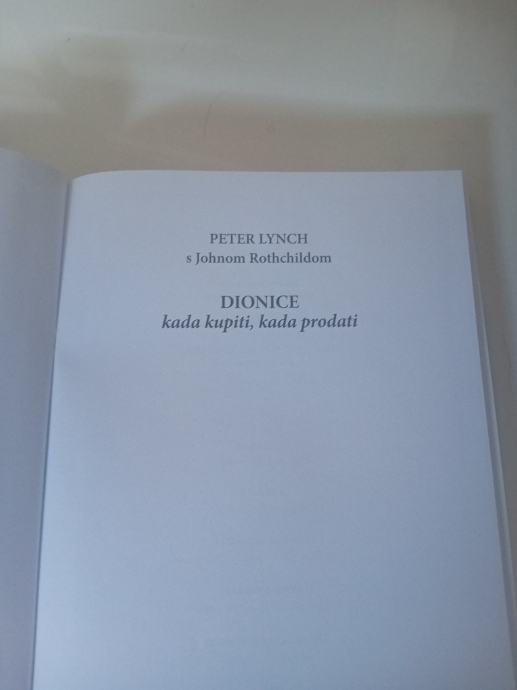 PETER LYNCH
s Johnom Rothchildom
DIONICE
kada kupiti, kada prodati